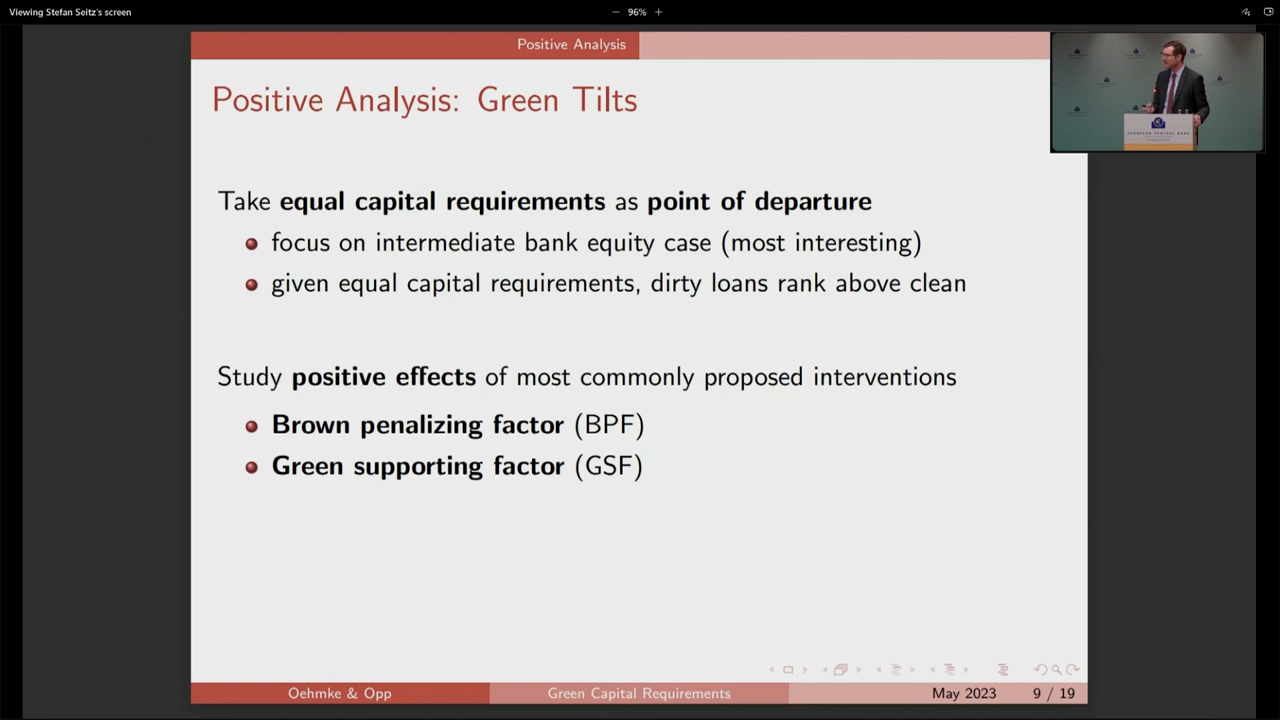 Viewing Stefan Seitz's screen
− 96% +
Positive Analysis
Positive Analysis: Green Tilts
Take equal capital requirements as point of departure
focus on intermediate bank equity case (most interesting)
given equal capital requirements, dirty loans rank above clean
Study positive effects of most commonly proposed interventions
Brown penalizing factor (BPF)
Green supporting factor (GSF)
EUROPEAN CENTRAL BANK
Oehmke & Opp
Green Capital Requirements
May 2023
9 / 19